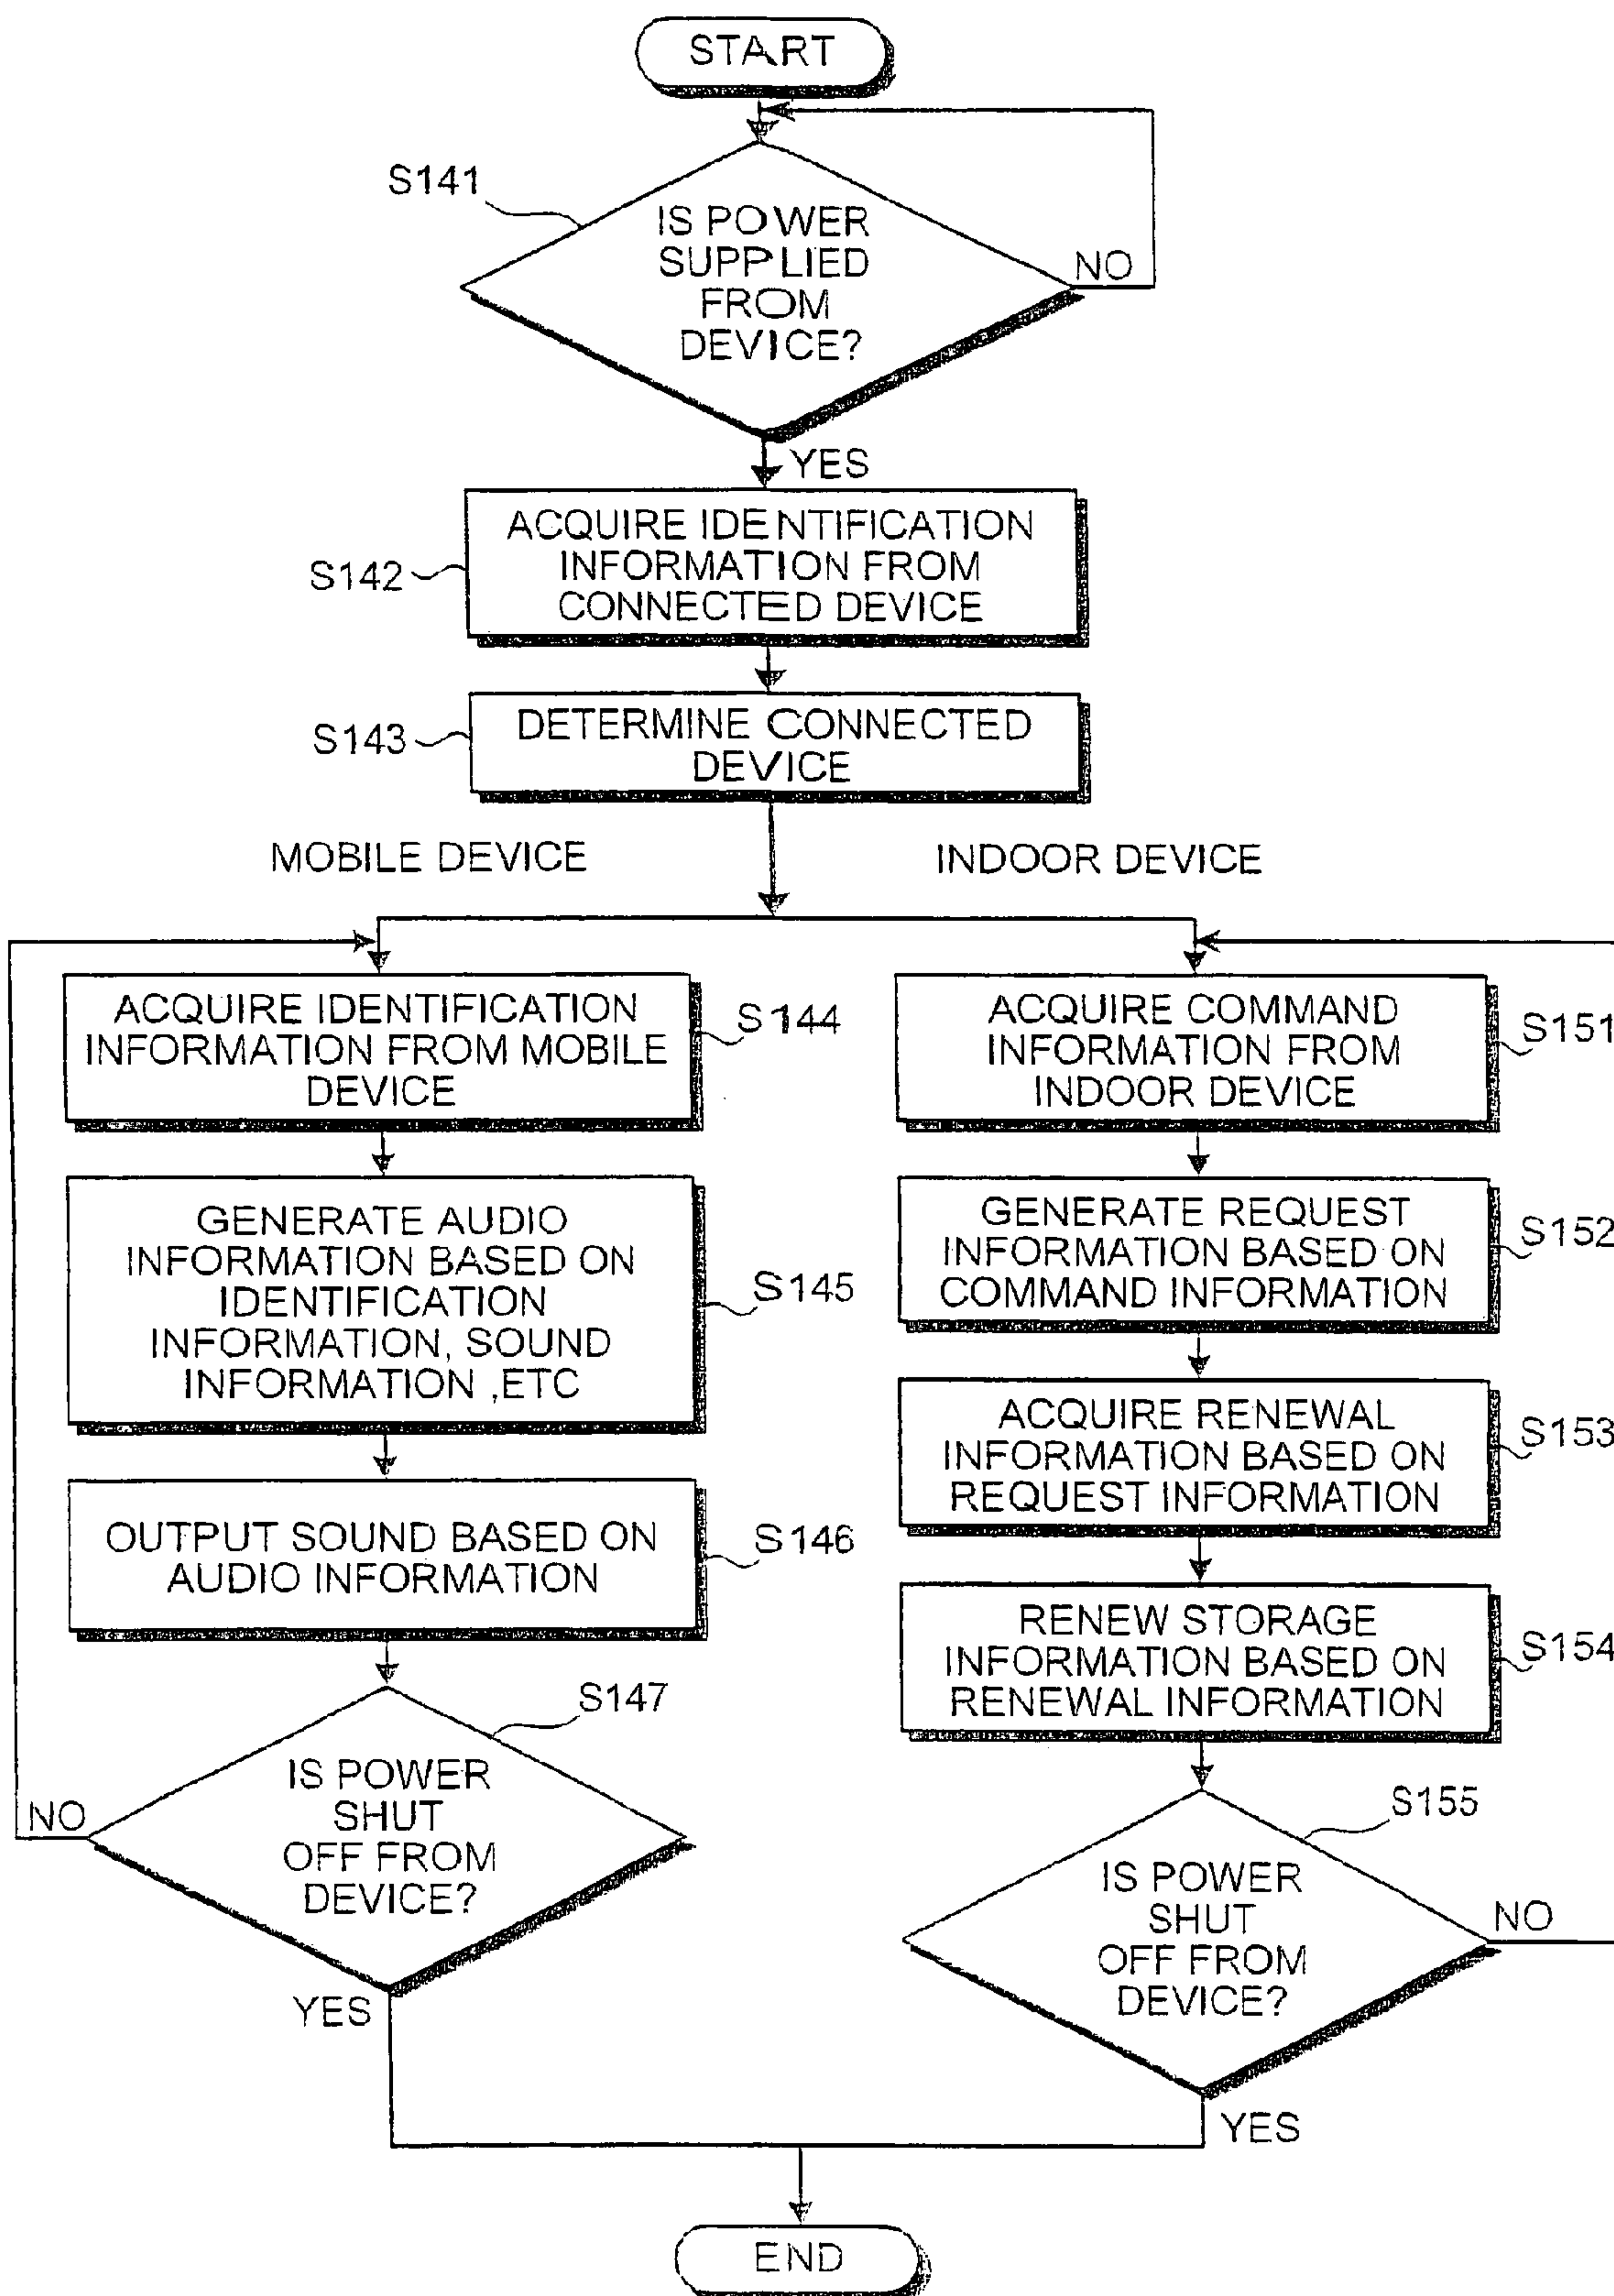 START
S141
IS POWER
SUPPLIED
FROM
DEVICE?
NO
YES
S142
ACQUIRE IDENTIFICATION
INFORMATION FROM
CONNECTED DEVICE
S143
DETERMINE CONNECTED
DEVICE
MOBILE DEVICE
INDOOR DEVICE
ACQUIRE IDENTIFICATION
INFORMATION FROM MOBILE
DEVICE
S144
GENERATE AUDIO
INFORMATION BASED ON
IDENTIFICATION
INFORMATION, SOUND
INFORMATION ,ETC
S145
OUTPUT SOUND BASED ON
AUDIO INFORMATION
S146
S147
IS POWER
SHUT
OFF FROM
DEVICE?
NO
YES
ACQUIRE COMMAND
INFORMATION FROM
INDOOR DEVICE
S151
GENERATE REQUEST
INFORMATION BASED ON
COMMAND INFORMATION
S152
ACQUIRE RENEWAL
INFORMATION BASED ON
REQUEST INFORMATION
S153
RENEW STORAGE
INFORMATION BASED ON
RENEWAL INFORMATION
S154
S155
IS POWER
SHUT
OFF FROM
DEVICE?
NO
YES
END